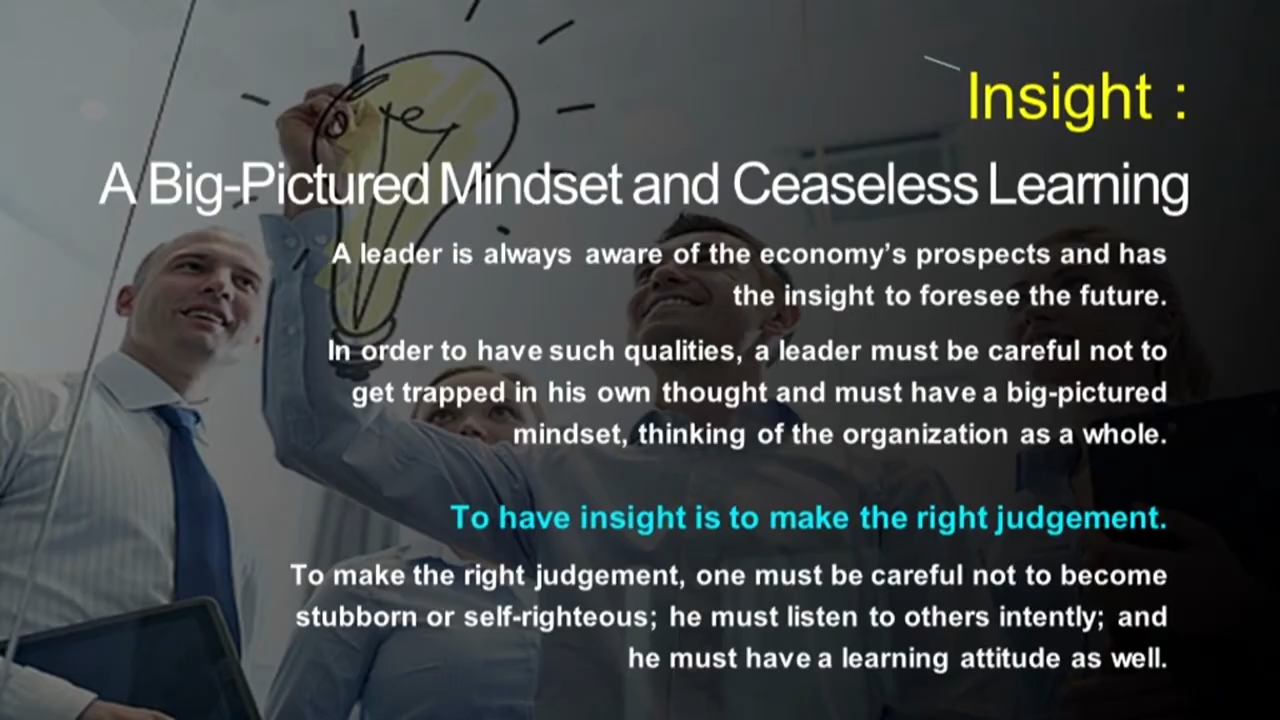 Insight :
A Big-Pictured Mindset and Ceaseless Learning
A leader is always aware of the economy’s prospects and has
the insight to foresee the future.
In order to have such qualities, a leader must be careful not to
get trapped in his own thought and must have a big-pictured
mindset, thinking of the organization as a whole.
To have insight is to make the right judgement.
To make the right judgement, one must be careful not to become
stubborn or self-righteous; he must listen to others intently; and
he must have a learning attitude as well.